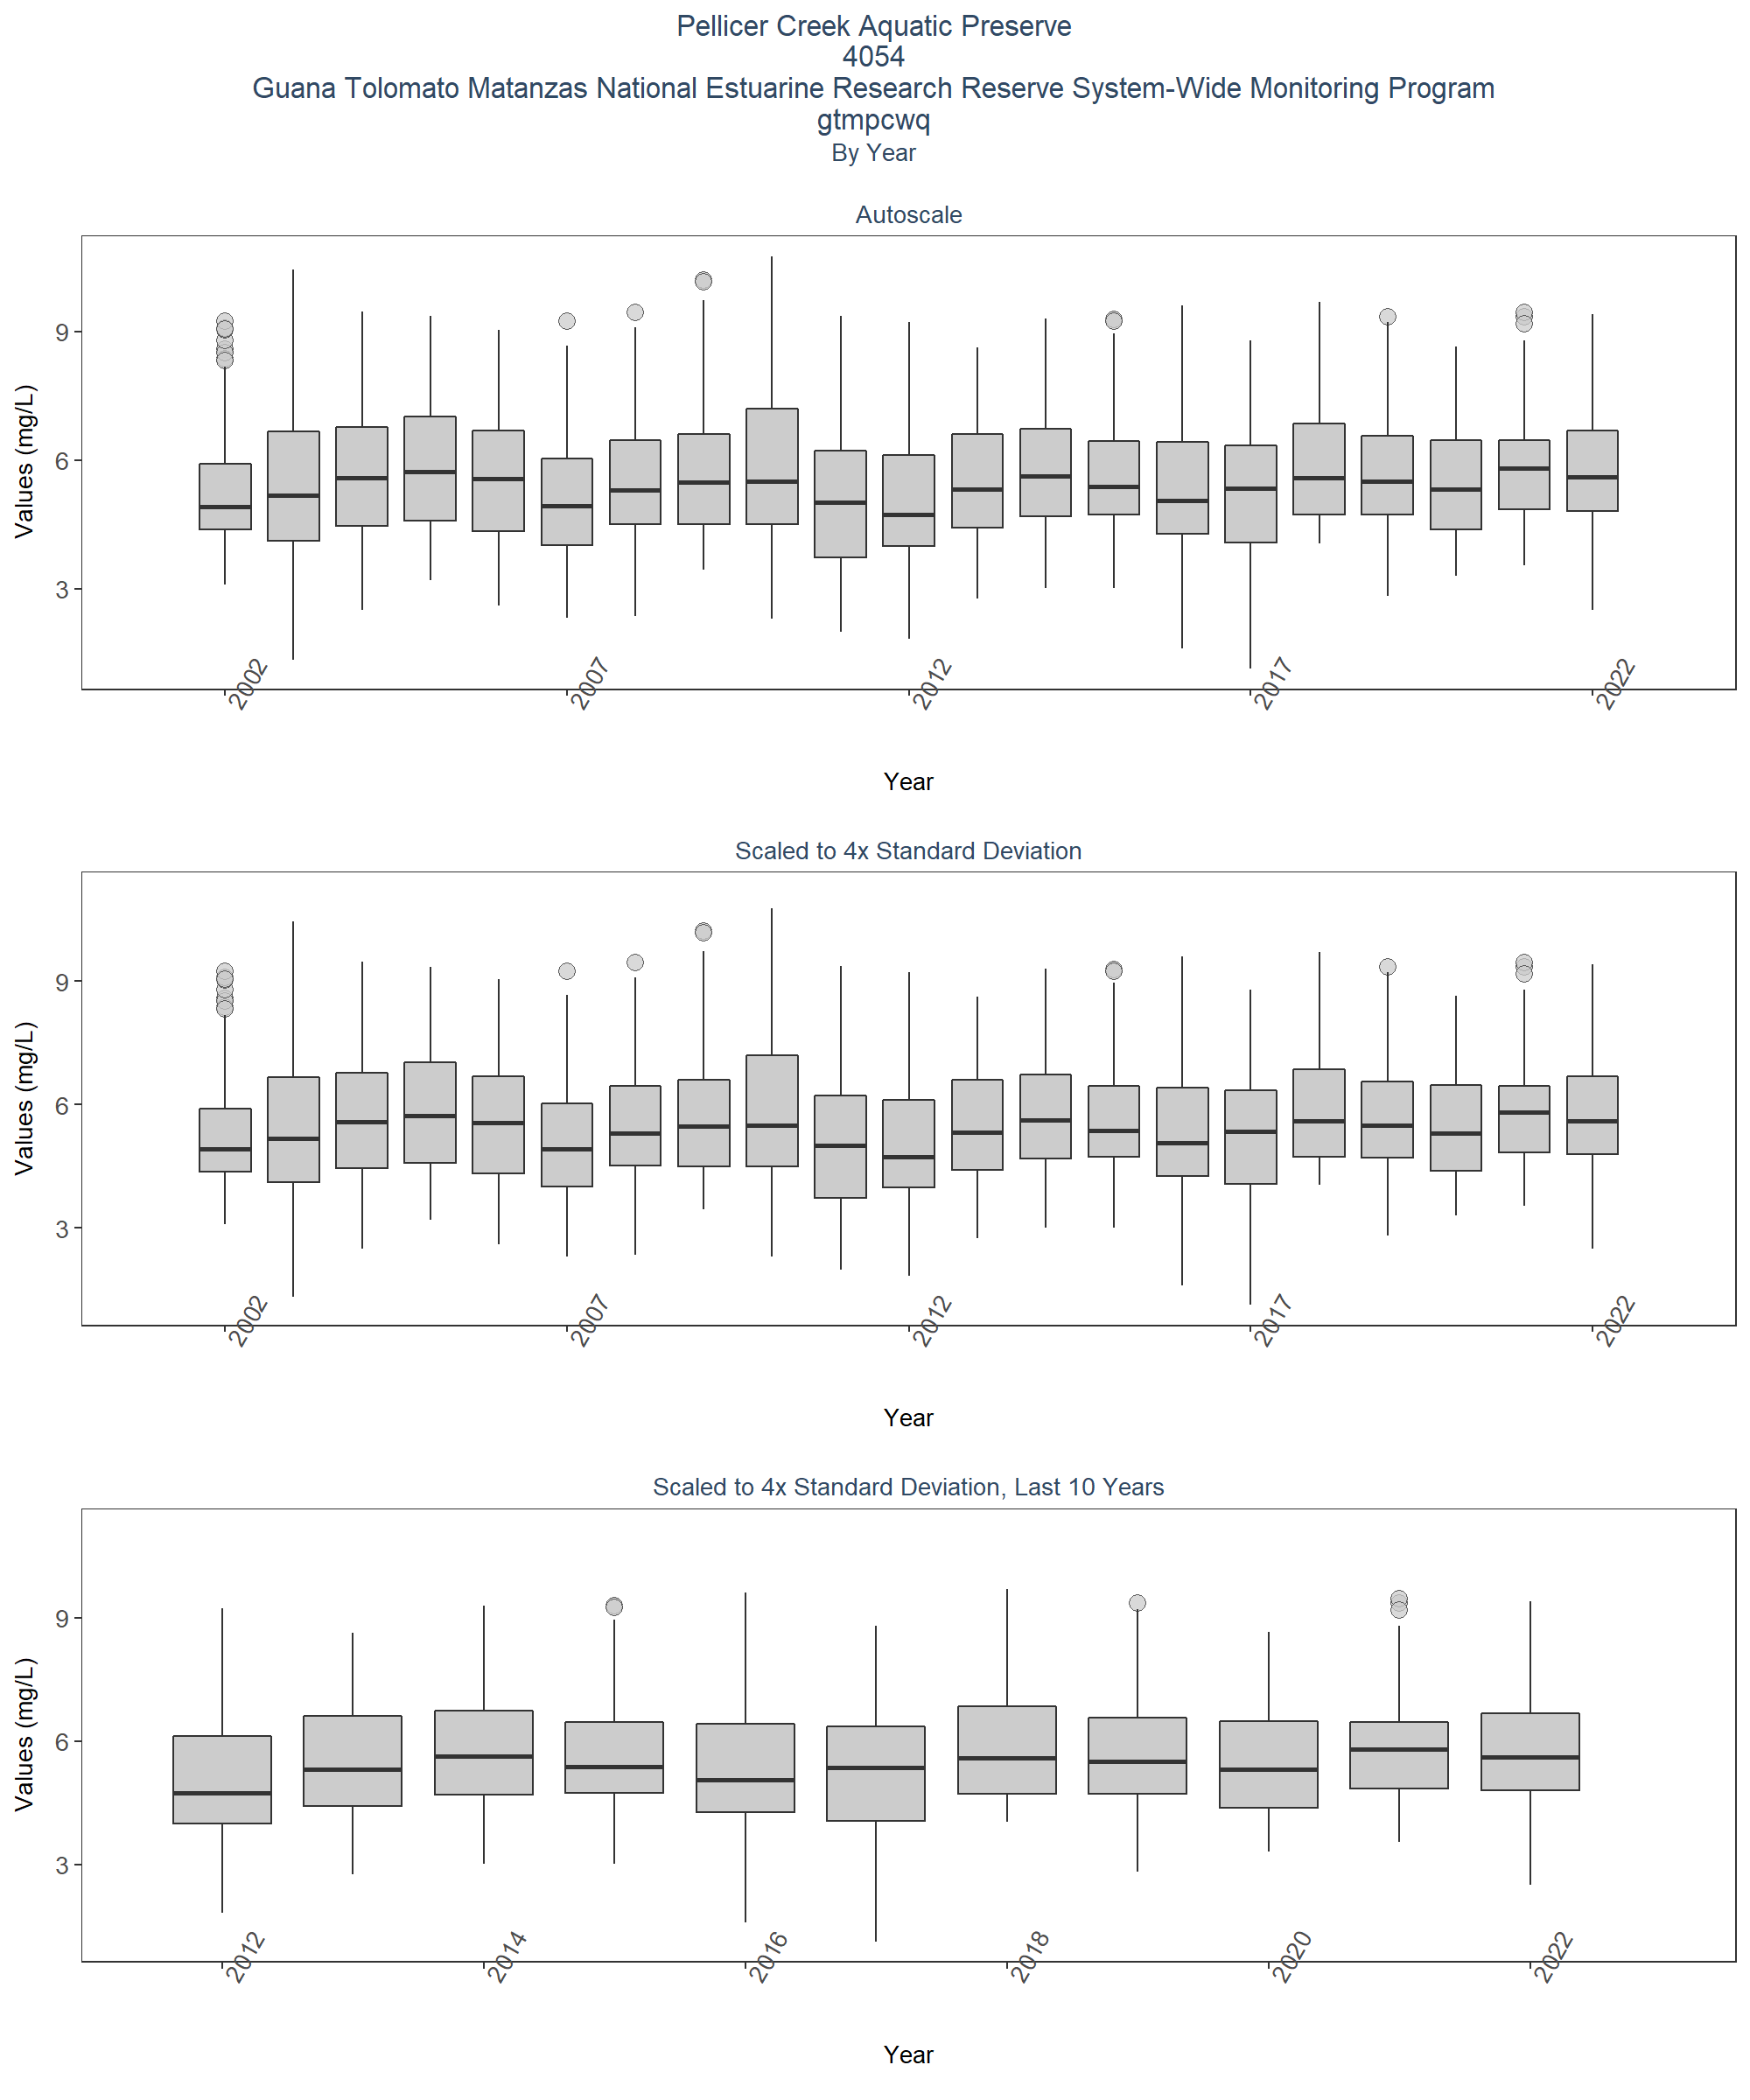 Pellicer Creek Aquatic Preserve
4054
Guana Tolomato Matanzas National Estuarine Research Reserve System-Wide Monitoring Program
gtmpcwq
By Year
Autoscale
Values (mg/L)
9
6
3
2002
2007
2012
2017
2022
Year
Scaled to 4x Standard Deviation
Values (mg/L)
9
6
3
2002
2007
2012
2017
2022
Year
Scaled to 4x Standard Deviation, Last 10 Years
Values (mg/L)
9
6
3
2012
2014
2016
2018
2020
2022
Year